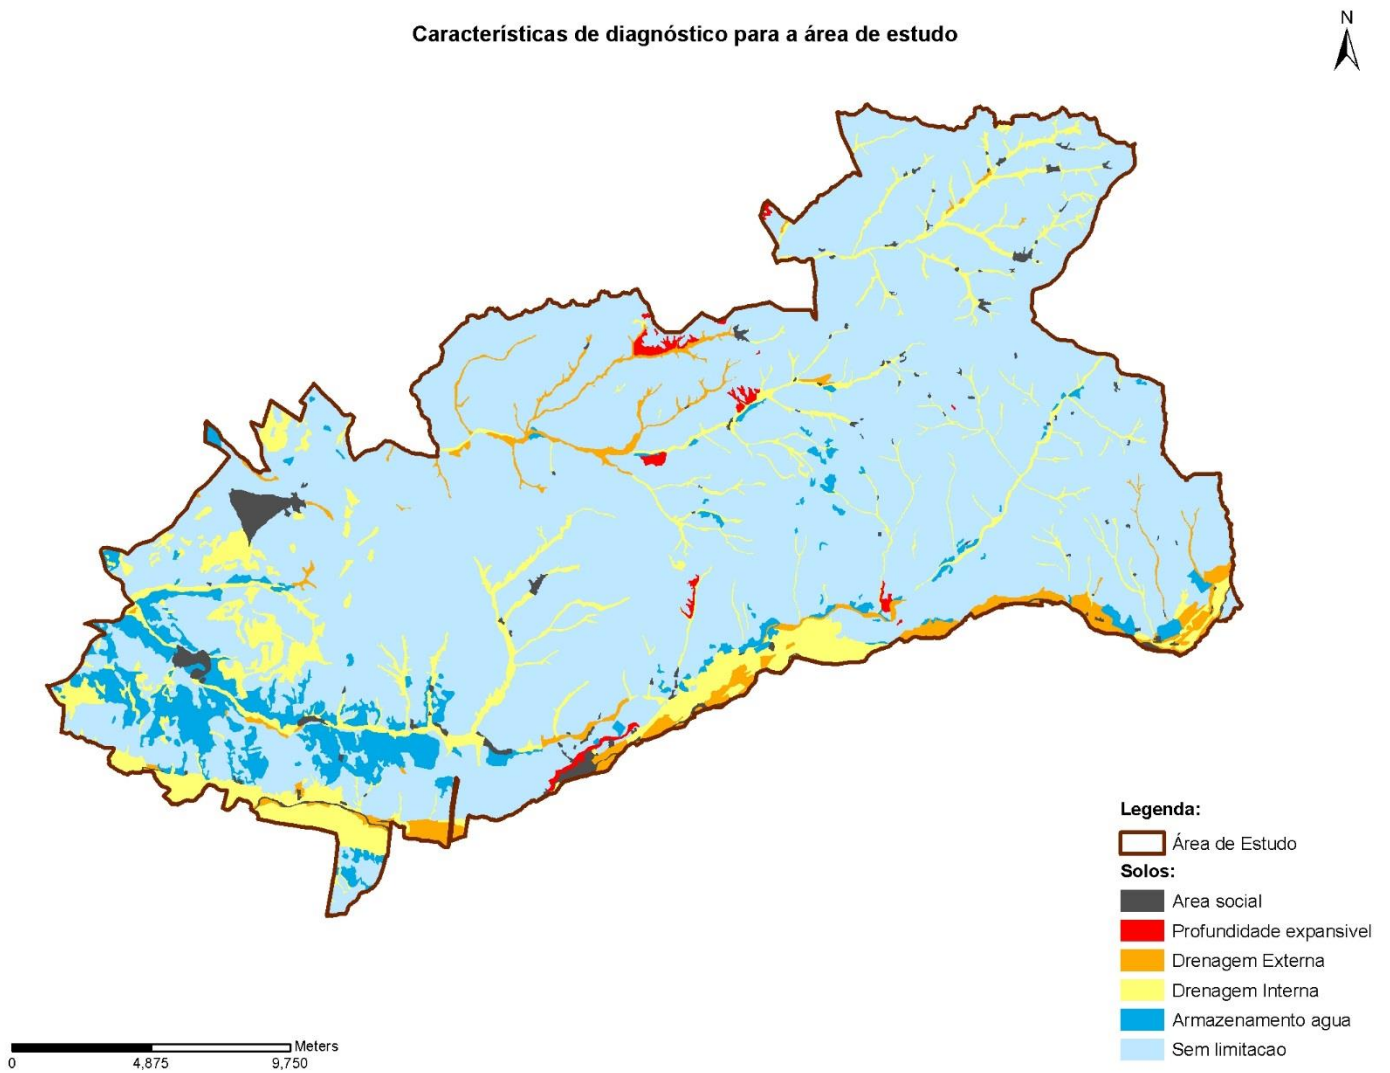 Características de diagnóstico para a área de estudo
N
Legenda:
Área de Estudo
Solos:
Area social
Profundidade expansivel
Drenagem Externa
Drenagem Interna
Armazenamento agua
Sem limitacao
Meters
0 4,875 9,750